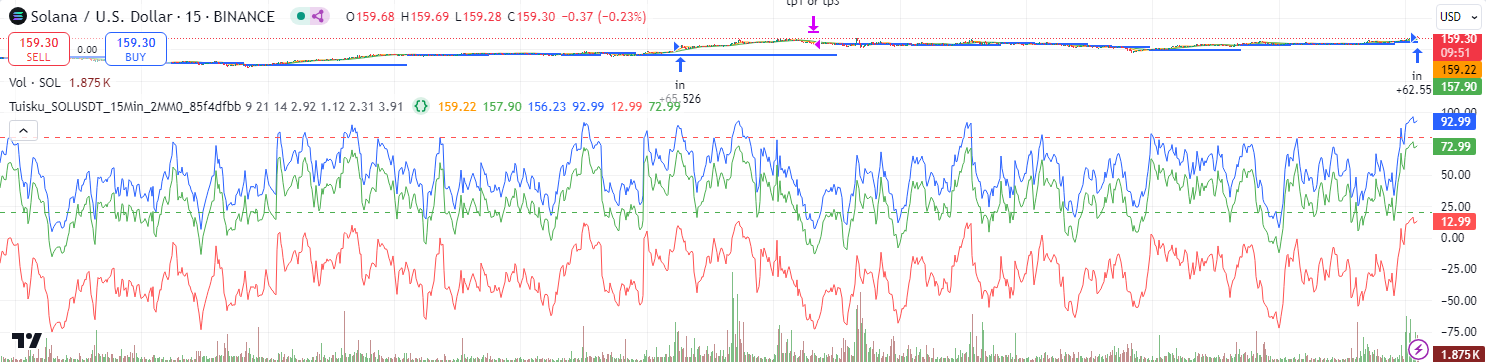 Solana / U.S. Dollar · 15 · BINANCE O159.68 H159.69 L159.28 C159.30 −0.37 (−0.23%)
USD
tp1 or tp3
159.30
SELL
0.00
159.30
BUY
159.30
09:51
159.22
157.90
in
+65.526
in
+62.55
Vol · SOL 1.875 K
Tuisku_SOLUSDT_15Min_2MM0_85f4dfbb 9 21 14 2.92 1.12 2.31 3.91 {} 159.22 157.90 156.23 92.99 12.99 72.99
100.00
92.99
72.99
50.00
25.00
12.99
0.00
−25.00
−50.00
−75.00
1.875 K